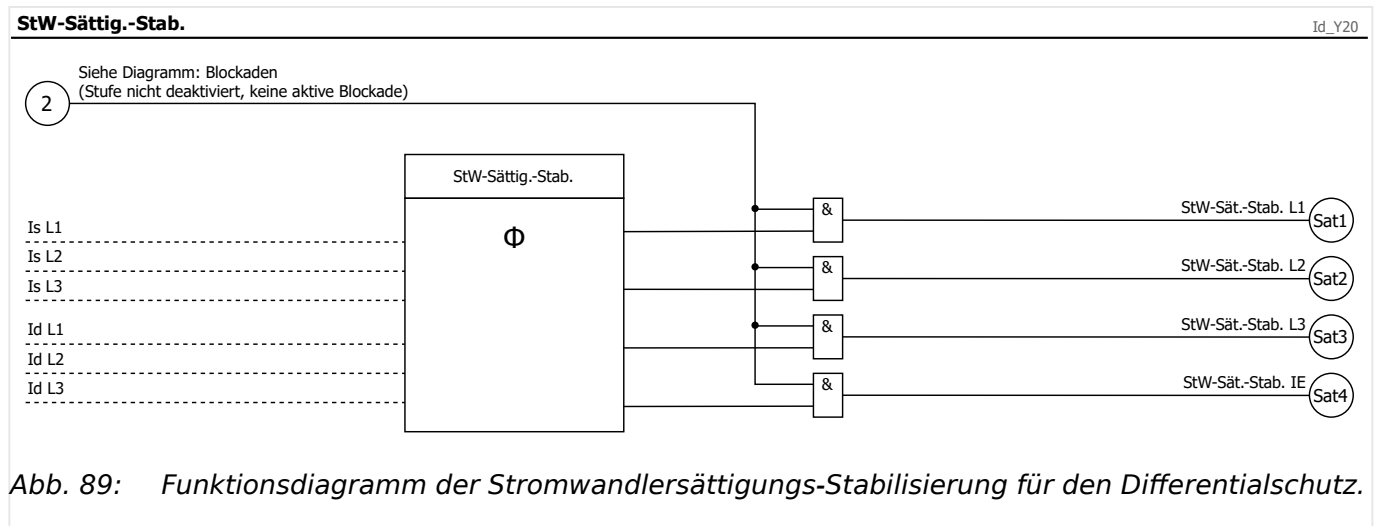 StW-Sättig.-Stab.
Id_Y20
Siehe Diagramm: Blockaden
2
(Stufe nicht deaktiviert, keine aktive Blockade)
StW-Sättig.-Stab.
Φ
Is L1
Is L2
Is L3
Id L1
Id L2
Id L3
&
StW-Sät.-Stab. L1
Sat1
&
StW-Sät.-Stab. L2
Sat2
&
StW-Sät.-Stab. L3
Sat3
&
StW-Sät.-Stab. IE
Sat4
Abb. 89: Funktionsdiagramm der Stromwandlersättigungs-Stabilisierung für den Differentialschutz.